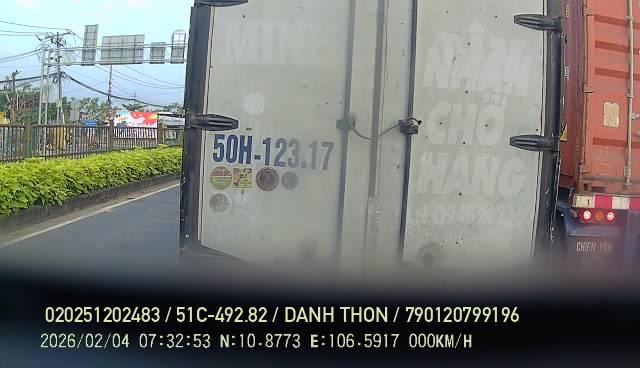 MINH
NHẬN
CHỞ
HÀNG
50H-123.17
020251202483 / 51C-492.82 / DANH THON / 790120799196
2026/02/04 07:32:53 N:10.8773 E:106.5917 000KM/H